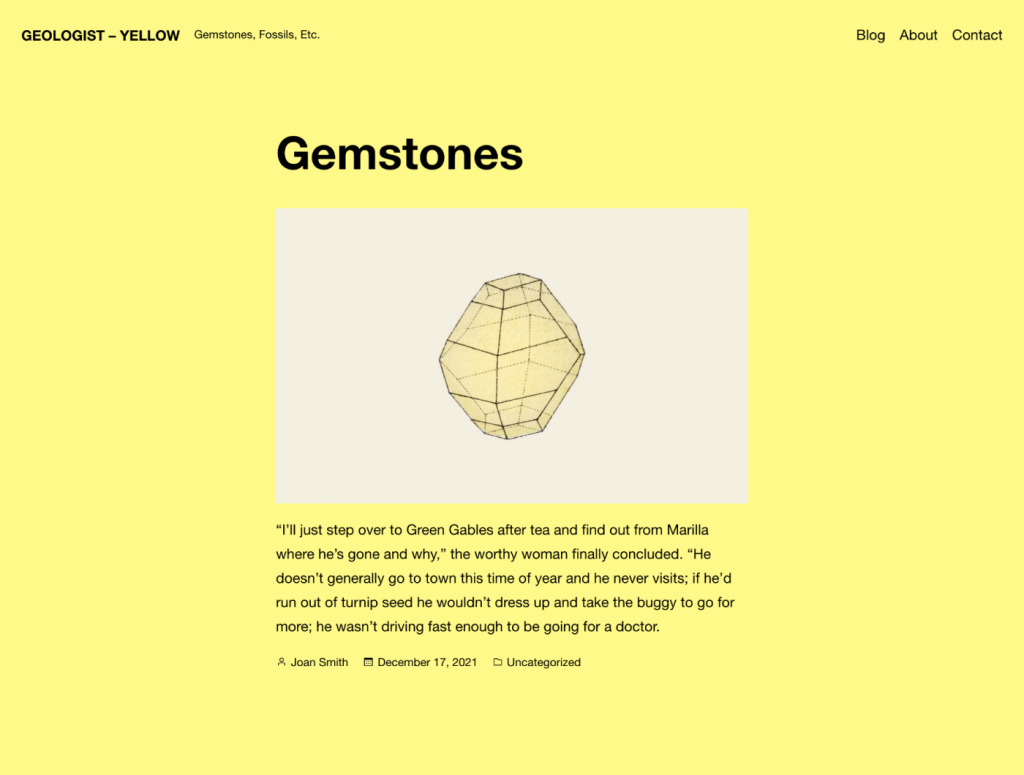 GEOLOGIST – YELLOW
Gemstones, Fossils, Etc.
Blog
About
Contact
Gemstones
“I’ll just step over to Green Gables after tea and find out from Marilla
where he’s gone and why,” the worthy woman finally concluded. “He
doesn’t generally go to town this time of year and he never visits; if he’d
run out of turnip seed he wouldn’t dress up and take the buggy to go for
more; he wasn’t driving fast enough to be going for a doctor.
Joan Smith
December 17, 2021
Uncategorized